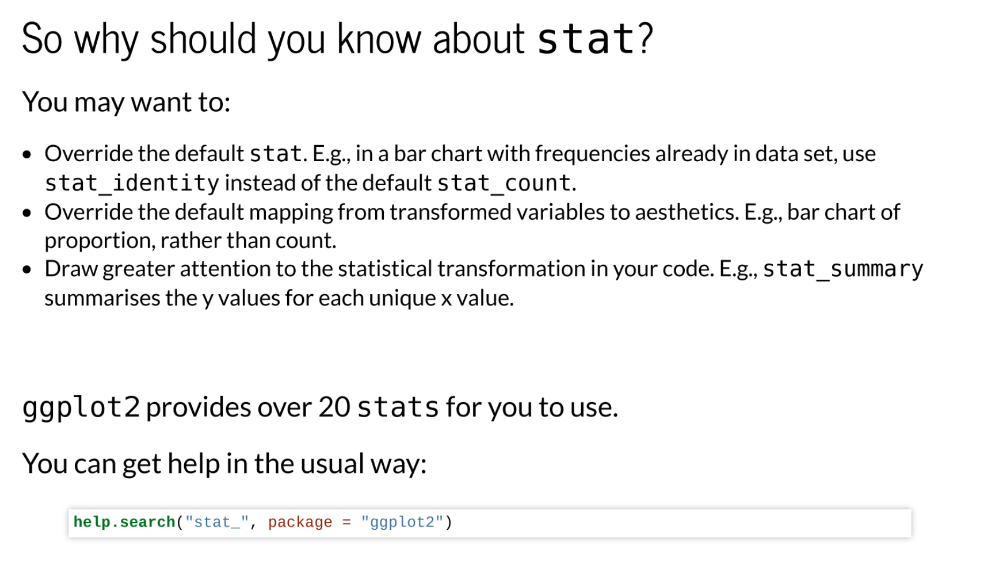 So why should you know about stat?
You may want to:
• Override the default stat. E.g., in a bar chart with frequencies already in data set, use
stat_identity instead of the default stat_count.
• Override the default mapping from transformed variables to aesthetics. E.g., bar chart of
proportion, rather than count.
• Draw greater attention to the statistical transformation in your code. E.g., stat_summary
summarises the y values for each unique x value.
ggplot2 provides over 20 stats for you to use.
You can get help in the usual way:
help.search("stat_", package = "ggplot2")